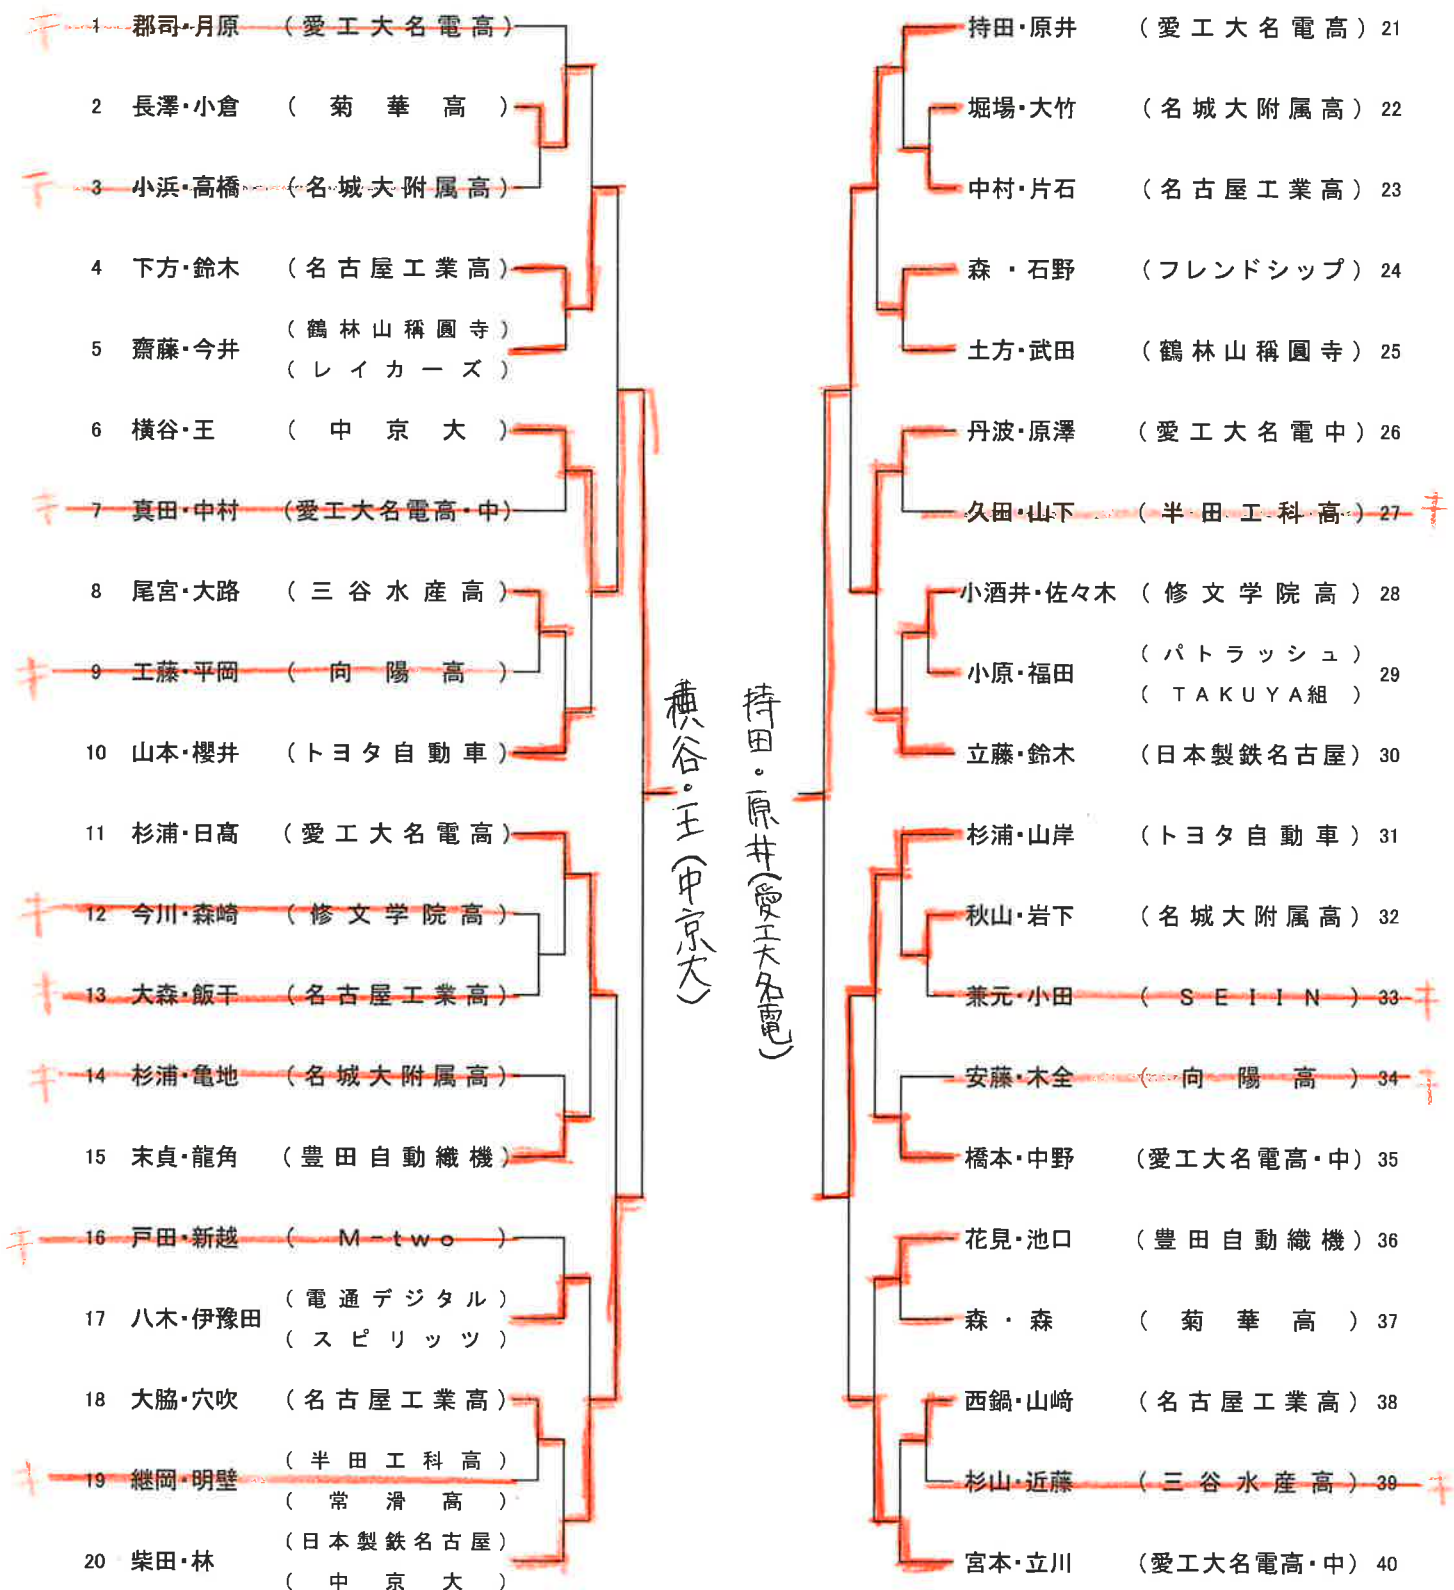 1 郡司・月原 (愛工大名電高)
2 長澤・小倉 (菊華高)
3 小浜・高橋 (名城大附属高)
4 下方・鈴木 (名古屋工業高)
5 齋藤・今井 (鶴林山稱圓寺)
(レイカーズ)
6 横谷・王 (中京大)
7 真田・中村 (愛工大名電高・中)
8 尾宮・大路 (三谷水産高)
9 工藤・平岡 (向陽高)
10 山本・櫻井 (トヨタ自動車)
11 杉浦・日髙 (愛工大名電高)
12 今川・森崎 (修文学院高)
13 大森・飯干 (名古屋工業高)
14 杉浦・亀地 (名城大附属高)
15 末貞・龍角 (豊田自動織機)
16 戸田・新越 (M-two)
17 八木・伊豫田 (電通デジタル)
(スピリッツ)
18 大脇・穴吹 (名古屋工業高)
19 継岡・明壁 (半田工科高)
(常滑高)
20 柴田・林 (日本製鉄名古屋)
(中京大)
横谷・王(中京大)
持田・原井(愛工大名電)
持田・原井 (愛工大名電高) 21
堀場・大竹 (名城大附属高) 22
中村・片石 (名古屋工業高) 23
森・石野 (フレンドシップ) 24
土方・武田 (鶴林山稱圓寺) 25
丹波・原澤 (愛工大名電中) 26
久田・山下 (半田工科高) 27
小酒井・佐々木 (修文学院高) 28
小原・福田 (パトラッシュ) 29
(TAKUYA組)
立藤・鈴木 (日本製鉄名古屋) 30
杉浦・山岸 (トヨタ自動車) 31
秋山・岩下 (名城大附属高) 32
兼元・小田 (SEIIN) 33
安藤・木全 (向陽高) 34
橋本・中野 (愛工大名電高・中) 35
花見・池口 (豊田自動織機) 36
森・森 (菊華高) 37
西鍋・山﨑 (名古屋工業高) 38
杉山・近藤 (三谷水産高) 39
宮本・立川 (愛工大名電高・中) 40